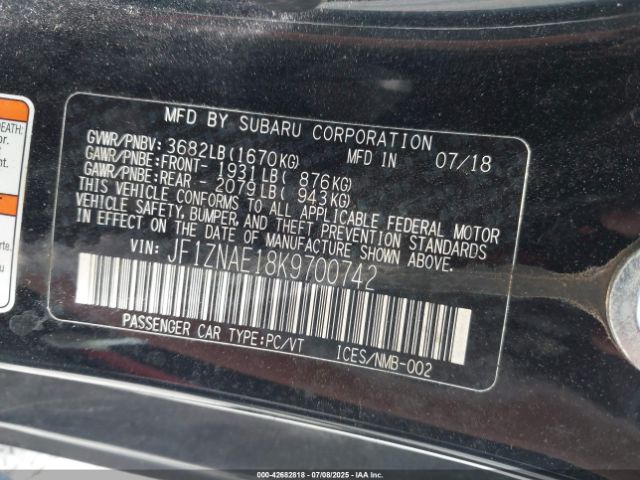 DEATH:
MFD BY SUBARU CORPORATION
GVWR/PNBV: 3682LB(1670KG) MFD IN 07/18
GAWR/PNBE:FRONT- 1931LB( 876KG)
GAWR/PNBE:REAR - 2079LB( 943KG)
THIS VEHICLE CONFORMS TO ALL APPLICABLE FEDERAL MOTOR
VEHICLE SAFETY, BUMPER, AND THEFT PREVENTION STANDARDS
IN EFFECT ON THE DATE OF MANUFACTURE SHOWN ABOVE.
VIN: JF1ZNAE18K9700742
PASSENGER CAR TYPE:PC/VT ICES/NMB-002
000-42682818 - 07/08/2025 - IAAI.COM